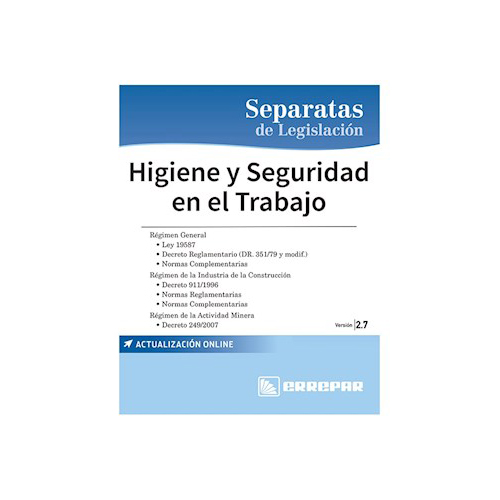 Separatas
de Legislación
Higiene y Seguridad
en el Trabajo
Régimen General
• Ley 19587
• Decreto Reglamentario (DR. 351/79 y modif.)
• Normas Complementarias
Régimen de la Industria de la Construcción
• Decreto 911/1996
• Normas Reglamentarias
• Normas Complementarias
Régimen de la Actividad Minera
• Decreto 249/2007
Versión 2.7
ACTUALIZACIÓN ONLINE
ERREPAR